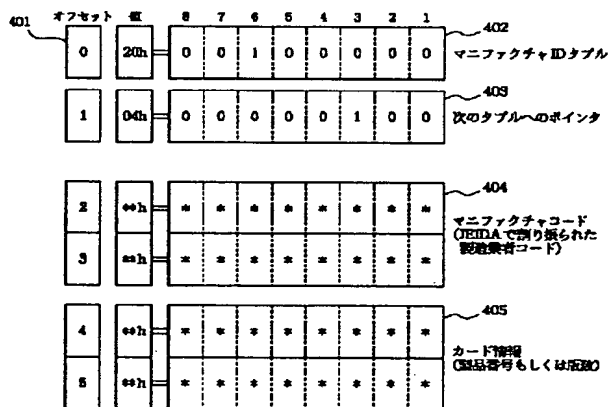 401
オフセット 値 8 7 6 5 4 3 2 1
402
0 20h 0 0 1 0 0 0 0 0 マニファクチャIDタプル
403
1 04h 0 0 0 0 0 1 0 0 次のタプルへのポインタ
404
2 **h * * * * * * * *
マニファクチャコード
(JEIDAで割り振られた
製造業者コード)
3 **h * * * * * * * *
405
4 **h * * * * * * * *
カード情報
(製品番号もしくは版数)
5 **h * * * * * * * *